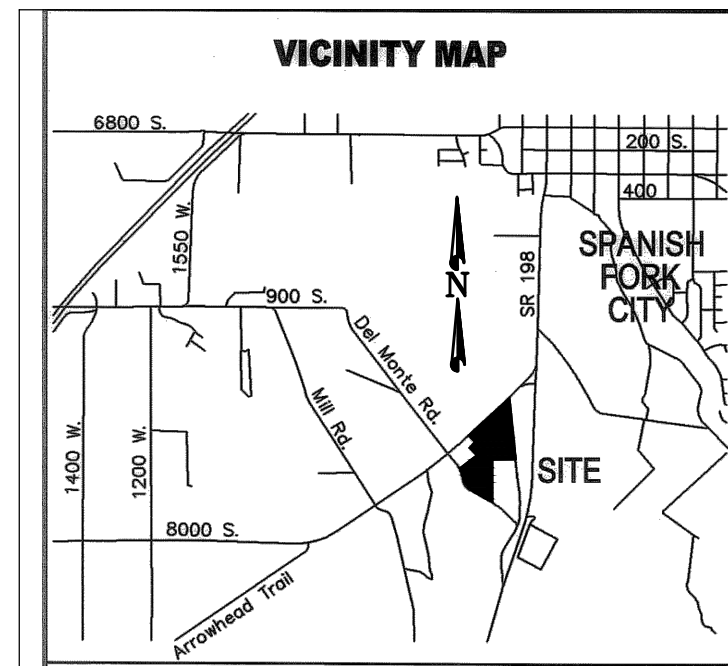 VICINITY MAP
6800 S.
200 S.
400
1550 W.
SPANISH
FORK
CITY
SR 198
N
900 S.
Del Monte Rd.
Mill Rd.
1400 W.
1200 W.
SITE
8000 S.
Arrowhead Trail